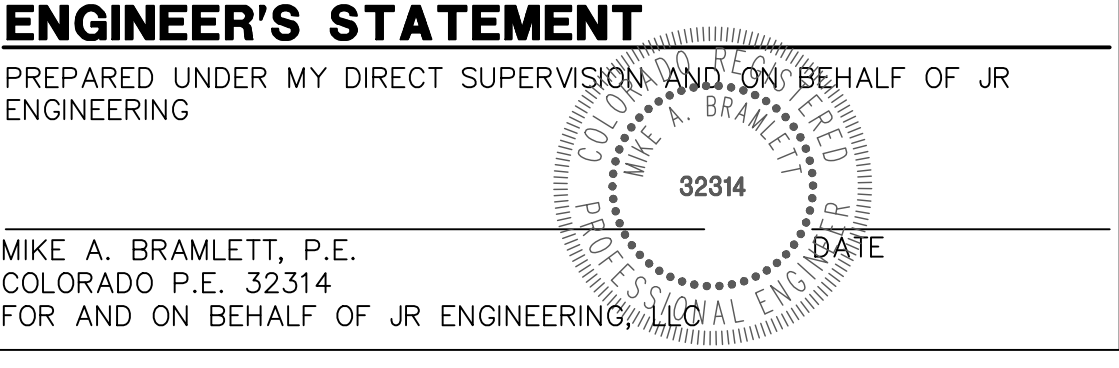 ENGINEER'S STATEMENT
PREPARED UNDER MY DIRECT SUPERVISION AND ON BEHALF OF JR
ENGINEERING
COLORADO REGISTERED
MIKE A. BRAMLETT
32314
PROFESSIONAL ENGINEER
MIKE A. BRAMLETT, P.E.
DATE
COLORADO P.E. 32314
FOR AND ON BEHALF OF JR ENGINEERING, LLC